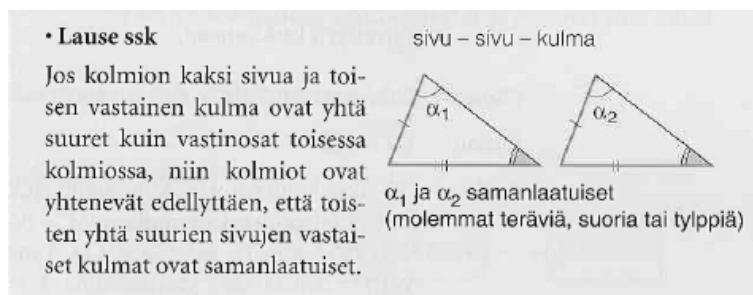 • Lause ssk
Jos kolmion kaksi sivua ja toi-
sen vastainen kulma ovat yhtä
suuret kuin vastinosat toisessa
kolmiossa, niin kolmiot ovat
yhtenevät edellyttäen, että tois-
ten yhtä suurien sivujen vastai-
set kulmat ovat samanlaatuiset.
sivu – sivu – kulma
α₁
α₂
α₁ ja α₂ samanlaatuiset
(molemmat teräviä, suoria tai tylppiä)